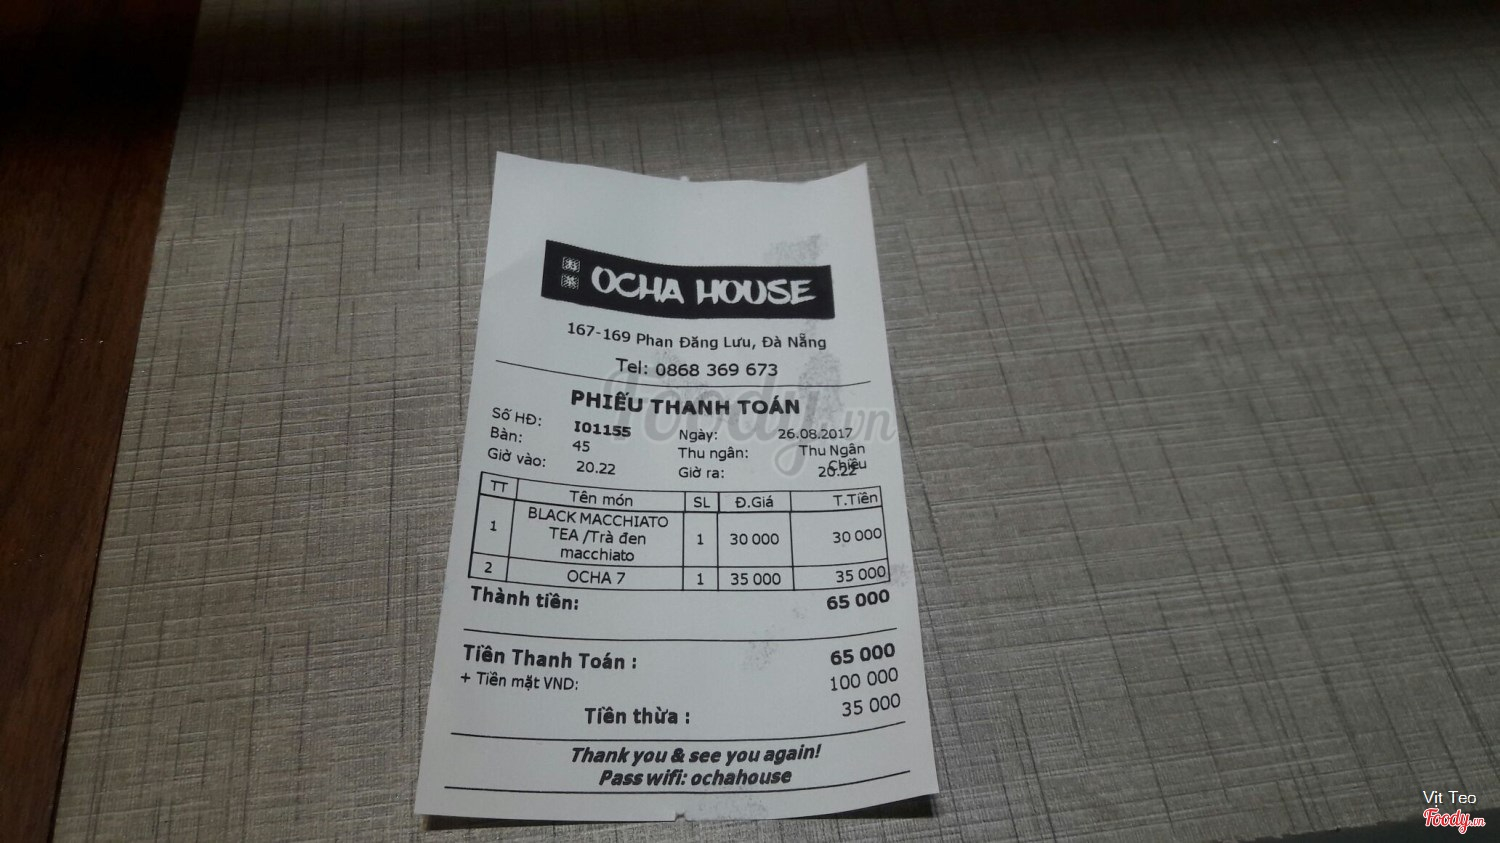 OCHA HOUSE
167-169 Phan Đăng Lưu, Đà Nẵng
Tel: 0868 369 673
PHIẾU THANH TOÁN
Số HĐ: I01155 Ngày: 26.08.2017
Bàn: 45 Thu ngân: Thu Ngân Chiều
Giờ vào: 20.22 Giờ ra: 20.22
TT Tên món SL Đ.Giá T.Tiền
1 BLACK MACCHIATO TEA /Trà đen macchiato 1 30 000 30 000
2 OCHA 7 1 35 000 35 000
Thành tiền: 65 000
Tiền Thanh Toán : 65 000
+ Tiền mặt VND: 100 000
Tiền thừa : 35 000
Thank you & see you again!
Pass wifi: ochahouse
Foody.vn
Vịt Teo
Foody.vn